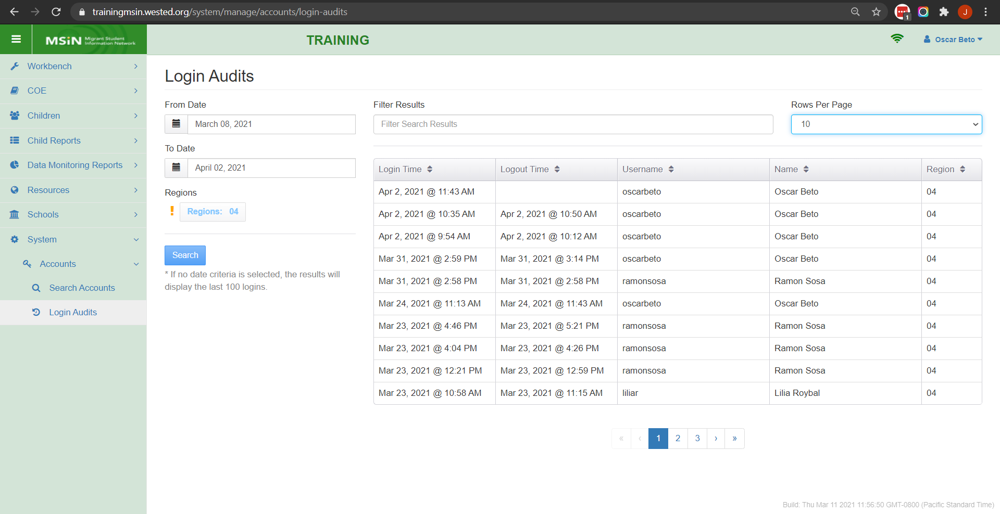 trainingmsin.wested.org/system/manage/accounts/login-audits
1
J
MSiN Migrant Student
Information Network
TRAINING
Oscar Beto
Workbench
COE
Children
Child Reports
Data Monitoring Reports
Resources
Schools
System
Accounts
Search Accounts
Login Audits
Login Audits
From Date
March 08, 2021
To Date
April 02, 2021
Regions
! Regions: 04
Search
* If no date criteria is selected, the results will
display the last 100 logins.
Filter Results
Filter Search Results
Rows Per Page
10
Login Time Logout Time Username Name Region
Apr 2, 2021 @ 11:43 AM oscarbeto Oscar Beto 04
Apr 2, 2021 @ 10:35 AM Apr 2, 2021 @ 10:50 AM oscarbeto Oscar Beto 04
Apr 2, 2021 @ 9:54 AM Apr 2, 2021 @ 10:12 AM oscarbeto Oscar Beto 04
Mar 31, 2021 @ 2:59 PM Mar 31, 2021 @ 3:14 PM oscarbeto Oscar Beto 04
Mar 31, 2021 @ 2:58 PM Mar 31, 2021 @ 2:58 PM ramonsosa Ramon Sosa 04
Mar 24, 2021 @ 11:13 AM Mar 24, 2021 @ 11:43 AM oscarbeto Oscar Beto 04
Mar 23, 2021 @ 4:46 PM Mar 23, 2021 @ 5:21 PM ramonsosa Ramon Sosa 04
Mar 23, 2021 @ 4:04 PM Mar 23, 2021 @ 4:26 PM ramonsosa Ramon Sosa 04
Mar 23, 2021 @ 12:21 PM Mar 23, 2021 @ 12:59 PM ramonsosa Ramon Sosa 04
Mar 23, 2021 @ 10:58 AM Mar 23, 2021 @ 11:15 AM liliar Lilia Roybal 04
« ‹ 1 2 3 › »
Build: Thu Mar 11 2021 11:56:50 GMT-0800 (Pacific Standard Time)